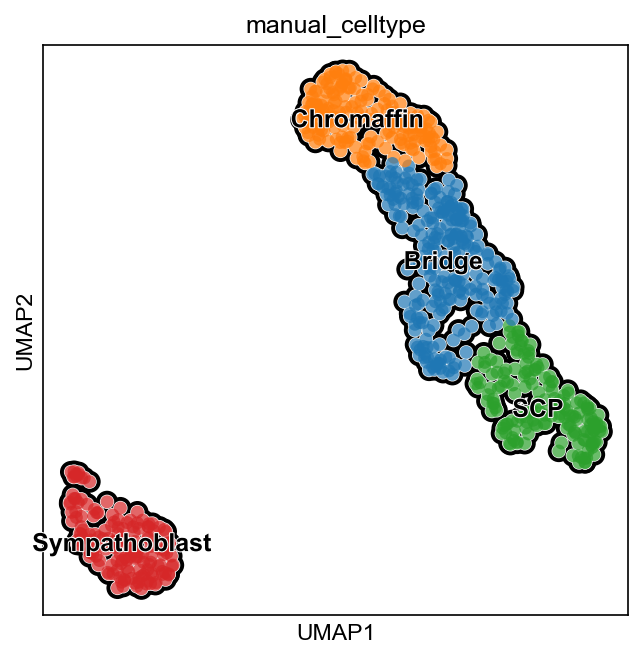 manual_celltype
Chromaffin
Bridge
SCP
Sympathoblast
UMAP2
UMAP1